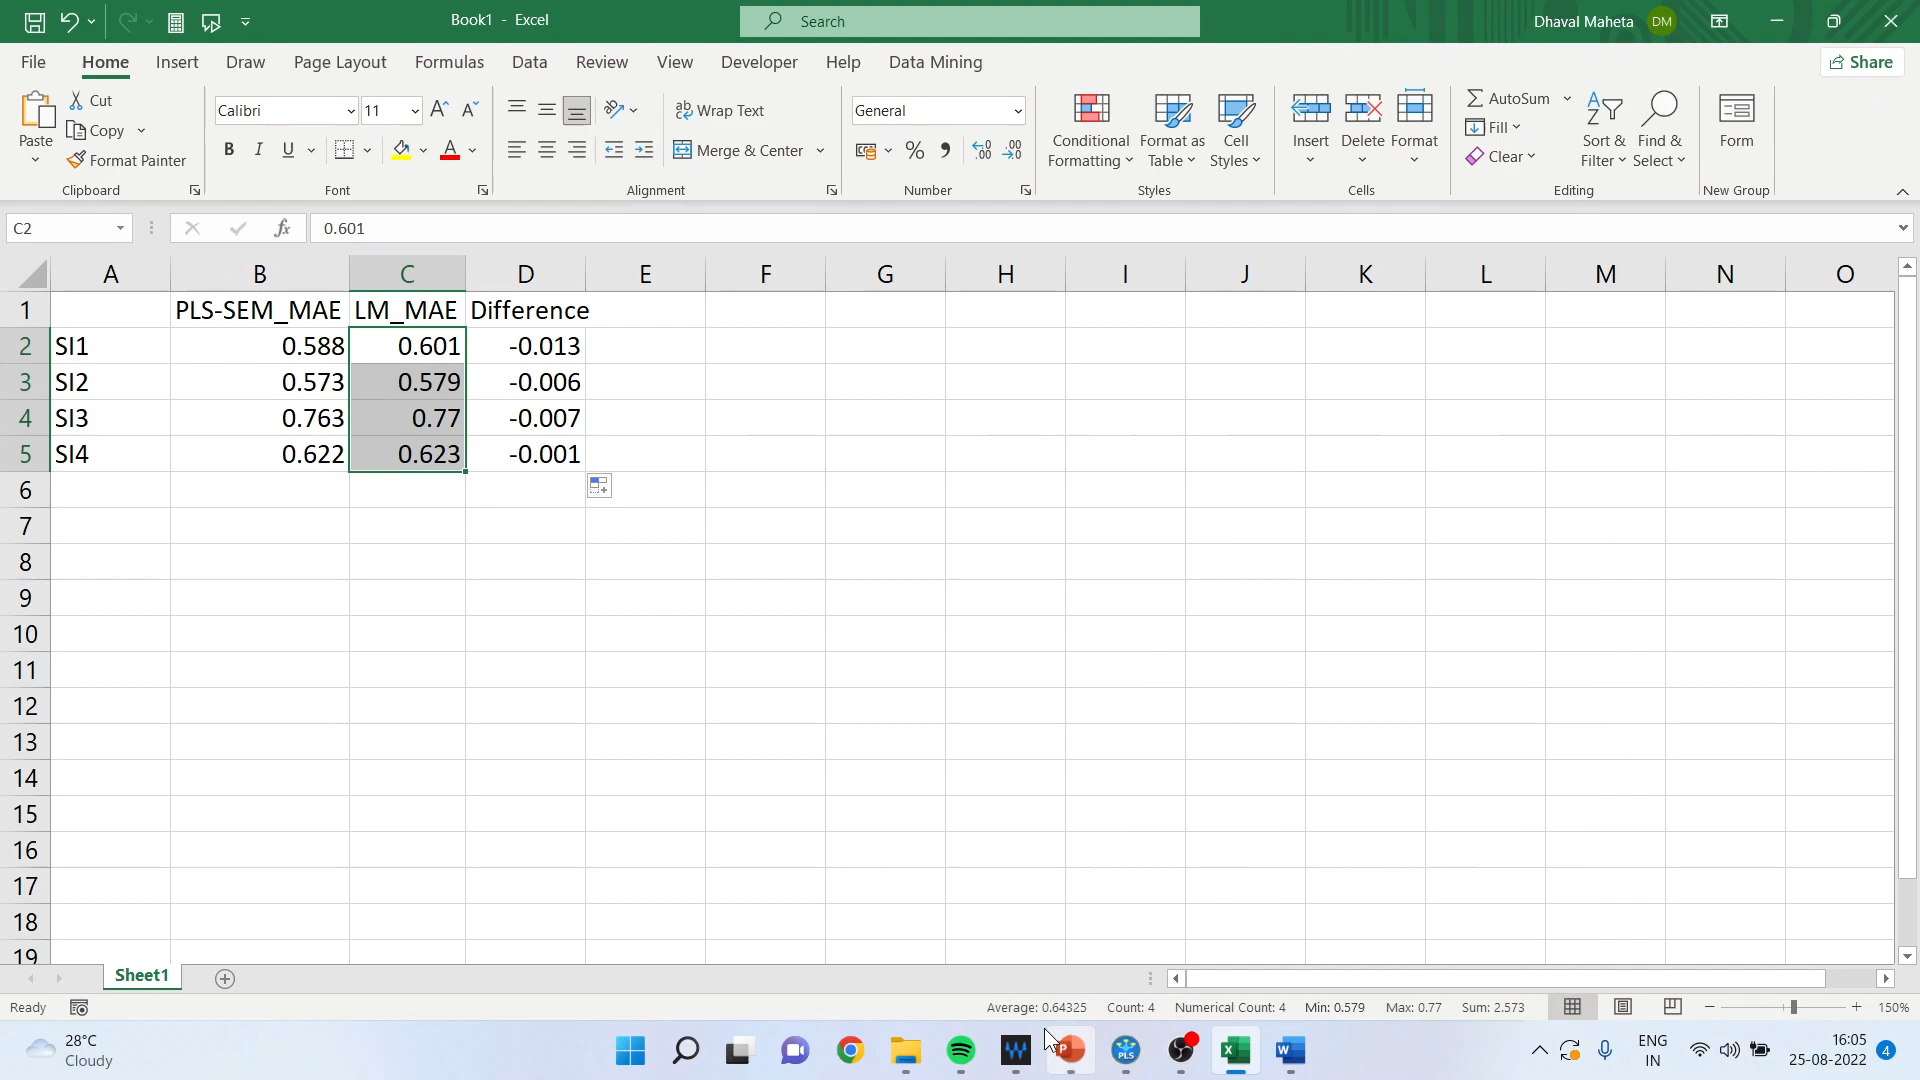 Book1 - Excel
Search
Dhaval Maheta DM
File Home Insert Draw Page Layout Formulas Data Review View Developer Help Data Mining
Share
Paste
Cut
Copy
Format Painter
Clipboard
Calibri 11
B I U
Font
Wrap Text
Merge & Center
Alignment
General
Number
Conditional Formatting
Format as Table
Cell Styles
Styles
Insert Delete Format
Cells
AutoSum
Fill
Clear
Sort & Filter
Find & Select
Editing
Form
New Group
C2 fx 0.601
A B C D E F G H I J K L M N O
1 PLS-SEM_MAE LM_MAE Difference
2 SI1 0.588 0.601 -0.013
3 SI2 0.573 0.579 -0.006
4 SI3 0.763 0.77 -0.007
5 SI4 0.622 0.623 -0.001
6
7
8
9
10
11
12
13
14
15
16
17
18
19
Sheet1
Ready Average: 0.64325 Count: 4 Numerical Count: 4 Min: 0.579 Max: 0.77 Sum: 2.573 150%
28°C
Cloudy
PLS
ENG
IN
16:05
25-08-2022
4